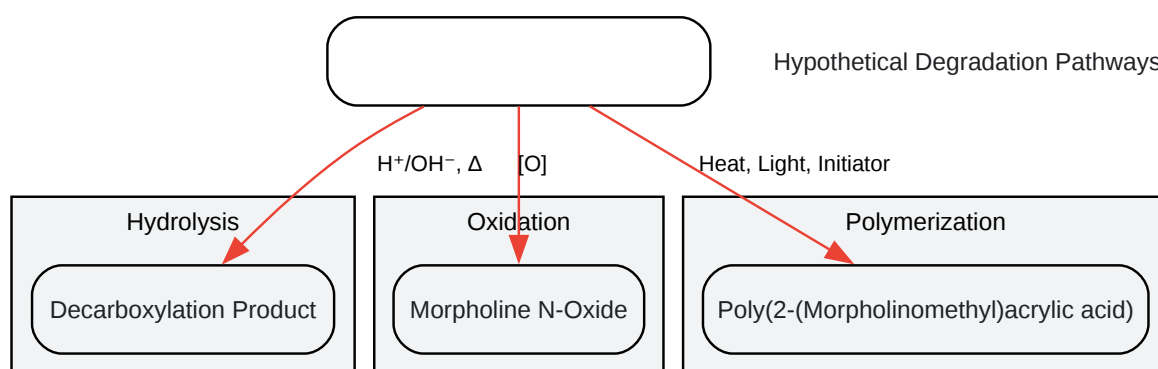 Hypothetical Degradation Pathways
H⁺/OH⁻, Δ
[O]
Heat, Light, Initiator
Hydrolysis
Oxidation
Polymerization
Decarboxylation Product
Morpholine N-Oxide
Poly(2-(Morpholinomethyl)acrylic acid)